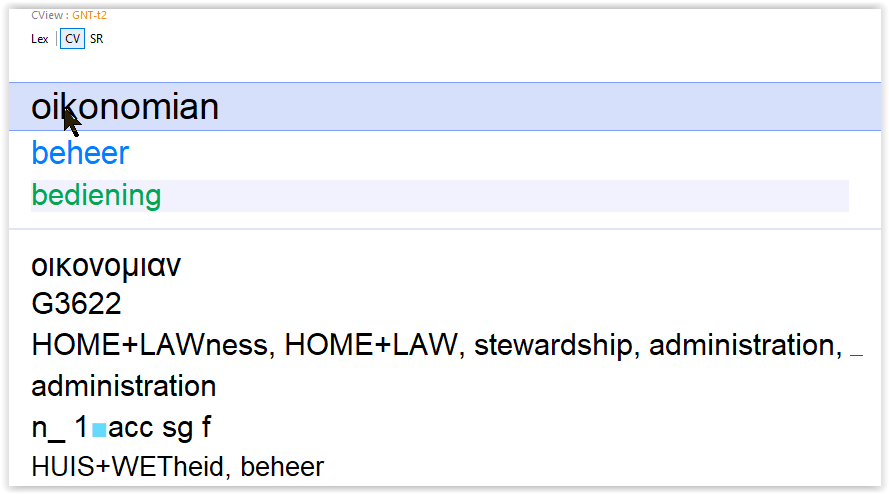 CView : GNT-t2
Lex CV SR
oikonomian
beheer
bediening
οικονομιαν
G3622
HOME+LAWness, HOME+LAW, stewardship, administration, _
administration
n_ 1■acc sg f
HUIS+WETheid, beheer